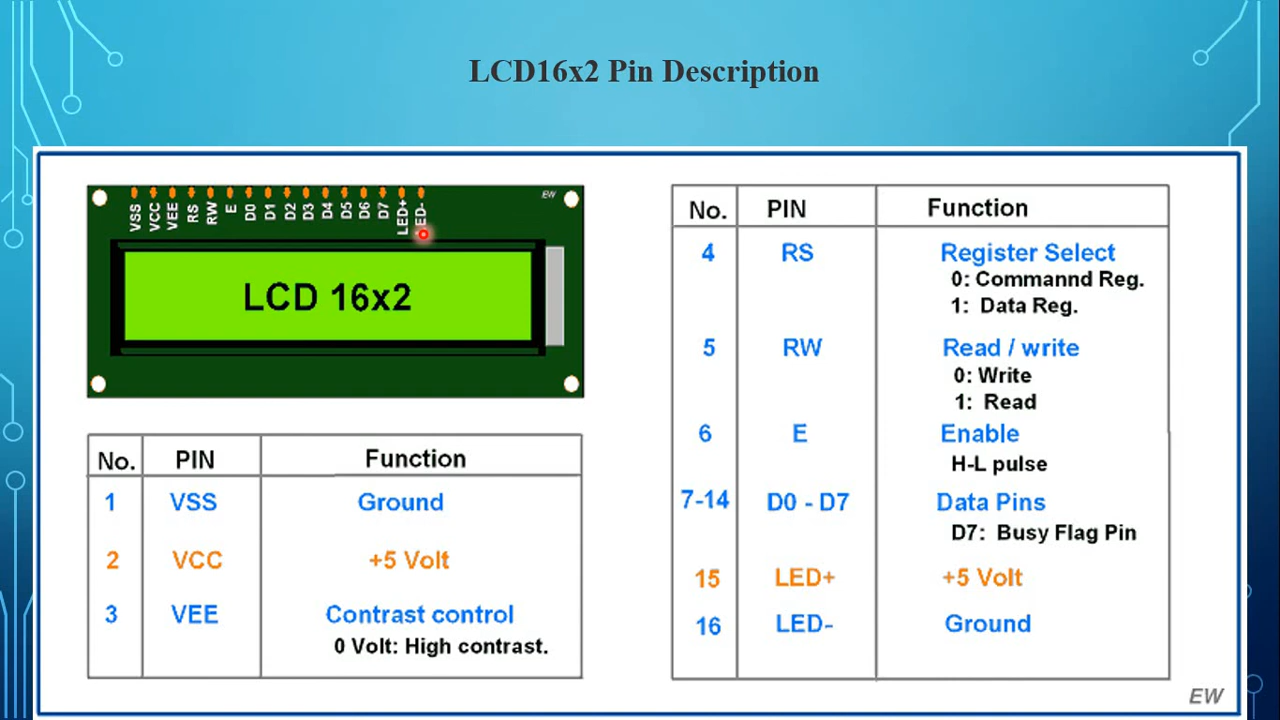 LCD16x2 Pin Description
VSS VCC VEE RS RW E D0 D1 D2 D3 D4 D5 D6 D7 LED+ LED-
EW
LCD 16x2
No. PIN Function
1 VSS Ground
2 VCC +5 Volt
3 VEE Contrast control
0 Volt: High contrast.
No. PIN Function
4 RS Register Select
0: Commannd Reg.
1: Data Reg.
5 RW Read / write
0: Write
1: Read
6 E Enable
H-L pulse
7-14 D0 - D7 Data Pins
D7: Busy Flag Pin
15 LED+ +5 Volt
16 LED- Ground
EW